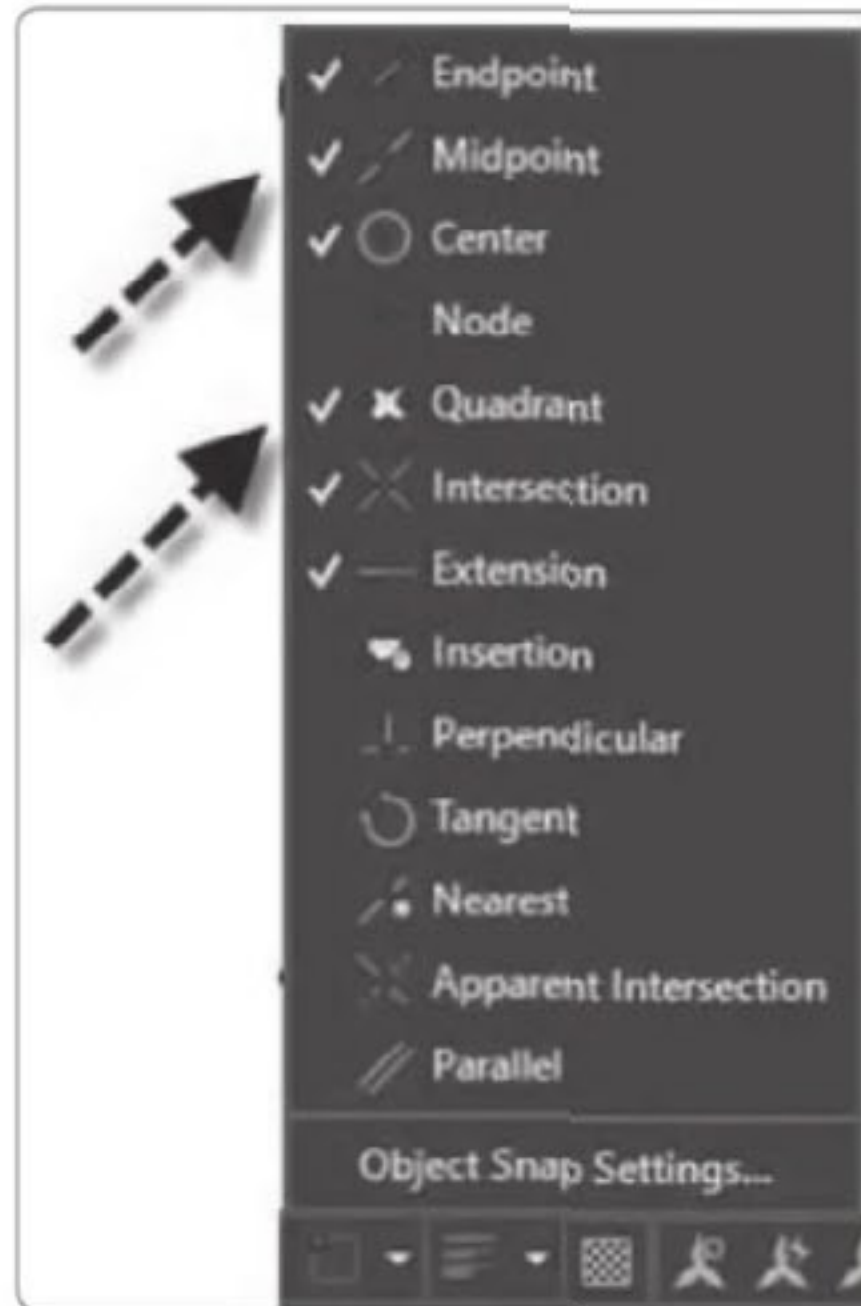 Endpoint
Midpoint
Center
Node
Quadrant
Intersection
Extension
Insertion
Perpendicular
Tangent
Nearest
Apparent Intersection
Parallel
Object Snap Settings...